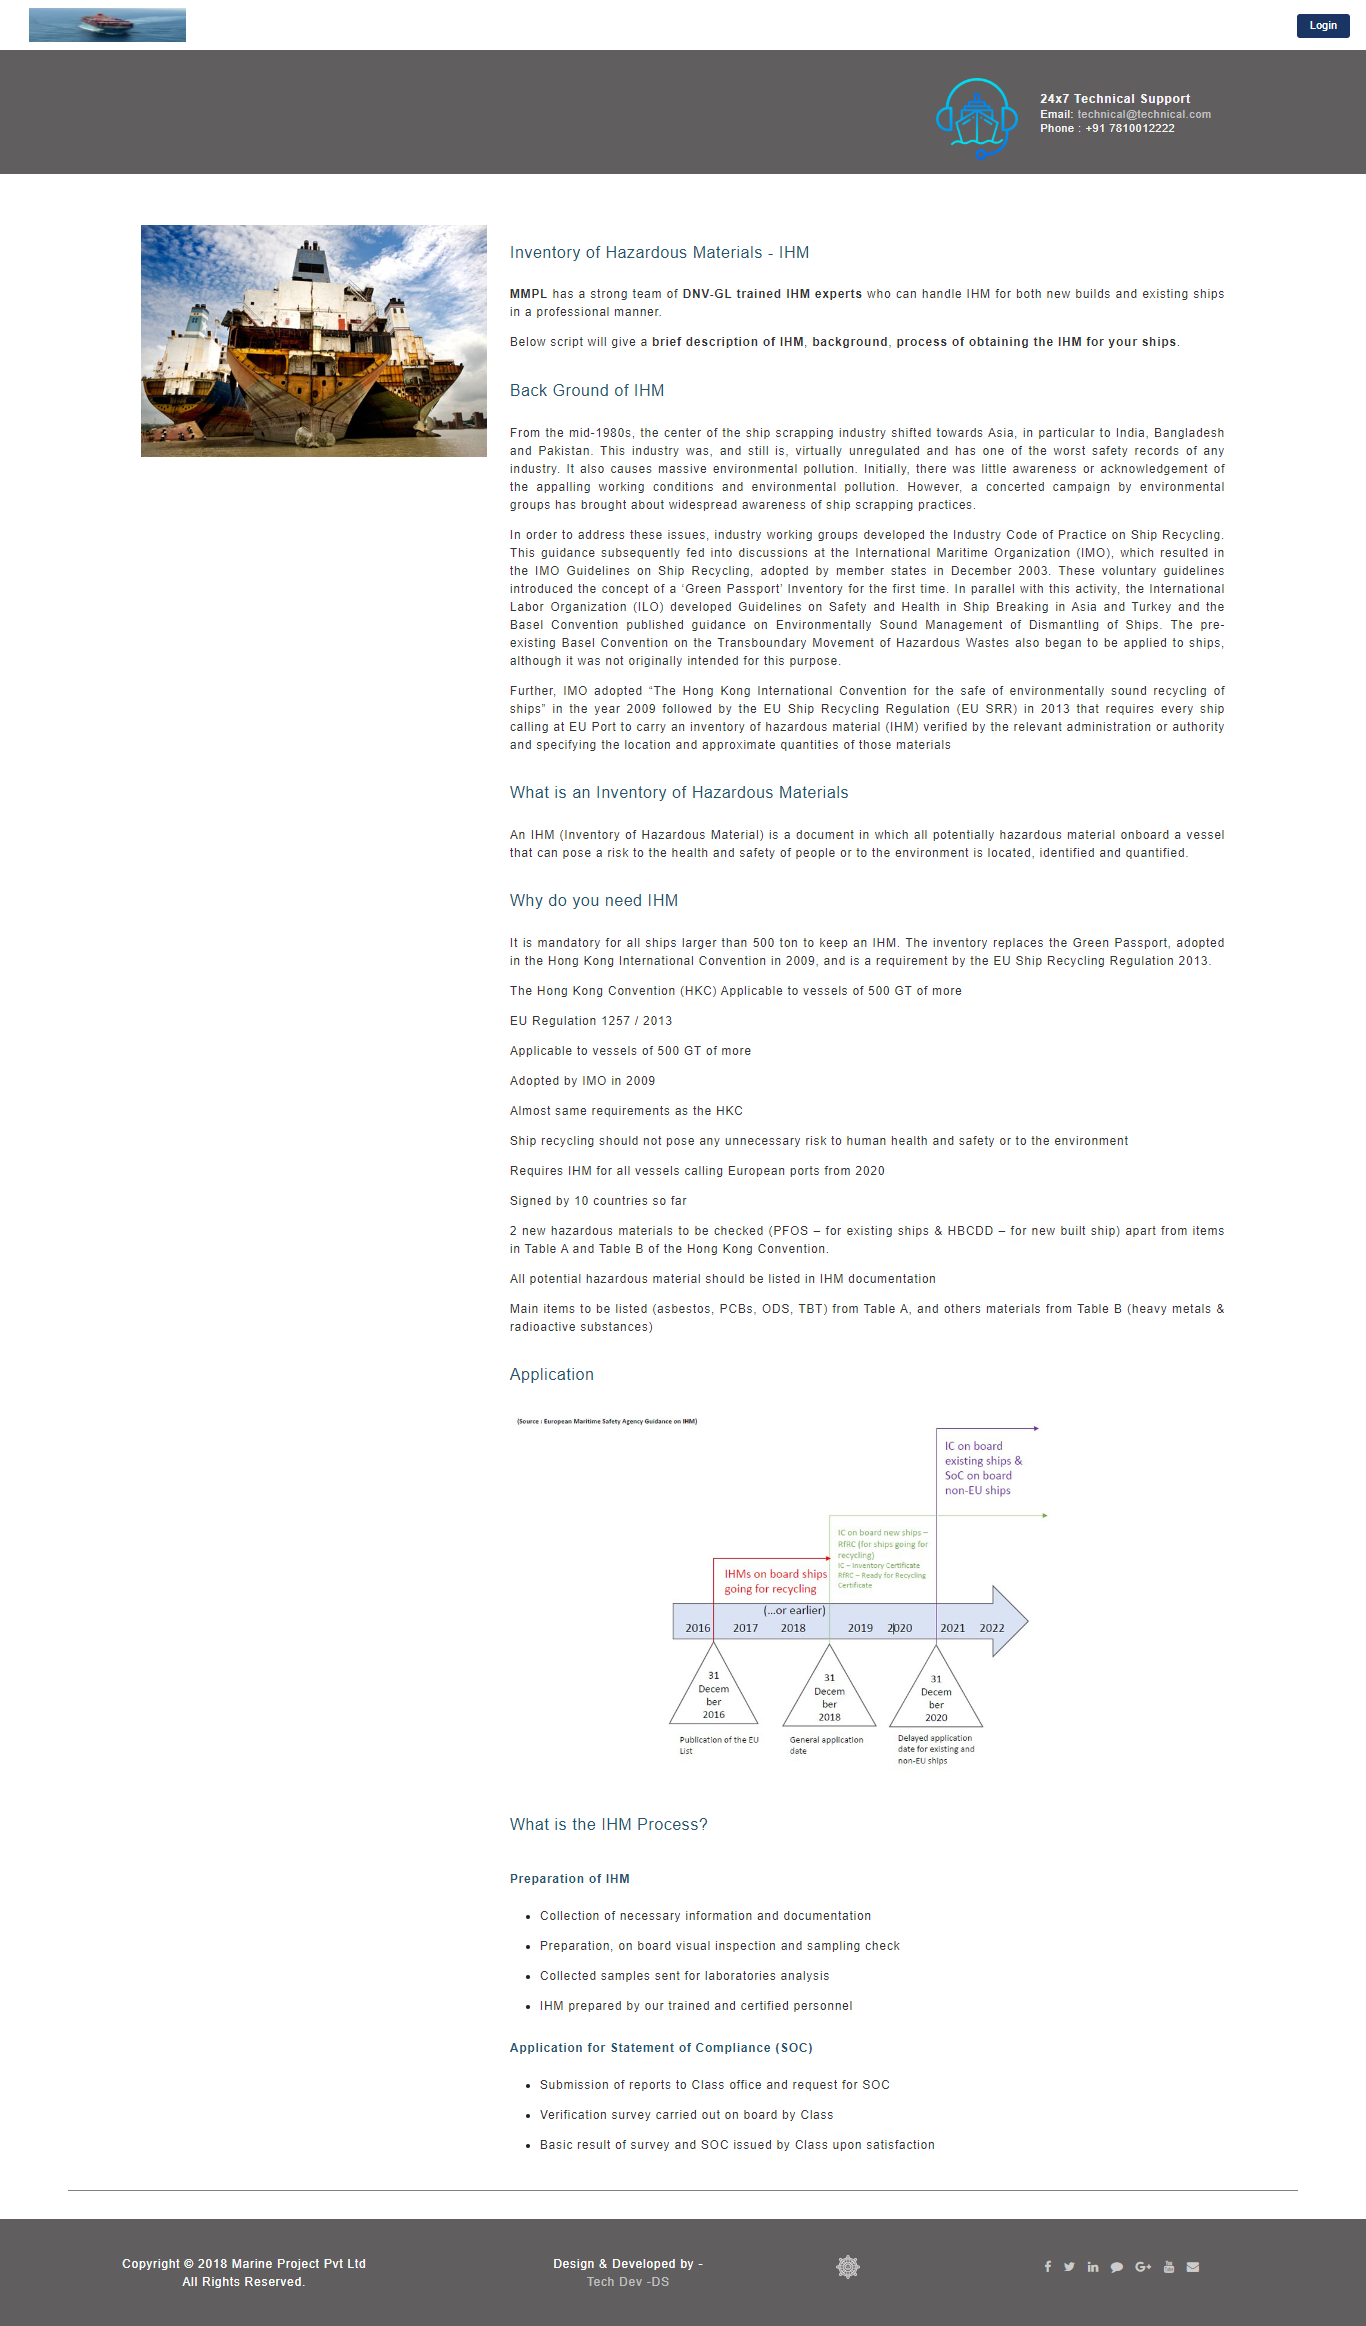 Login
24x7 Technical Support
Email: technical@technical.com
Phone : +91 7810012222
Inventory of Hazardous Materials - IHM
MMPL has a strong team of DNV-GL trained IHM experts who can handle IHM for both new builds and existing ships
in a professional manner.
Below script will give a brief description of IHM, background, process of obtaining the IHM for your ships.
Back Ground of IHM
From the mid-1980s, the center of the ship scrapping industry shifted towards Asia, in particular to India, Bangladesh
and Pakistan. This industry was, and still is, virtually unregulated and has one of the worst safety records of any
industry. It also causes massive environmental pollution. Initially, there was little awareness or acknowledgement of
the appalling working conditions and environmental pollution. However, a concerted campaign by environmental
groups has brought about widespread awareness of ship scrapping practices.
In order to address these issues, industry working groups developed the Industry Code of Practice on Ship Recycling.
This guidance subsequently fed into discussions at the International Maritime Organization (IMO), which resulted in
the IMO Guidelines on Ship Recycling, adopted by member states in December 2003. These voluntary guidelines
introduced the concept of a ‘Green Passport’ Inventory for the first time. In parallel with this activity, the International
Labor Organization (ILO) developed Guidelines on Safety and Health in Ship Breaking in Asia and Turkey and the
Basel Convention published guidance on Environmentally Sound Management of Dismantling of Ships. The pre-
existing Basel Convention on the Transboundary Movement of Hazardous Wastes also began to be applied to ships,
although it was not originally intended for this purpose.
Further, IMO adopted “The Hong Kong International Convention for the safe of environmentally sound recycling of
ships” in the year 2009 followed by the EU Ship Recycling Regulation (EU SRR) in 2013 that requires every ship
calling at EU Port to carry an inventory of hazardous material (IHM) verified by the relevant administration or authority
and specifying the location and approximate quantities of those materials
What is an Inventory of Hazardous Materials
An IHM (Inventory of Hazardous Material) is a document in which all potentially hazardous material onboard a vessel
that can pose a risk to the health and safety of people or to the environment is located, identified and quantified.
Why do you need IHM
It is mandatory for all ships larger than 500 ton to keep an IHM. The inventory replaces the Green Passport, adopted
in the Hong Kong International Convention in 2009, and is a requirement by the EU Ship Recycling Regulation 2013.
The Hong Kong Convention (HKC) Applicable to vessels of 500 GT of more
EU Regulation 1257 / 2013
Applicable to vessels of 500 GT of more
Adopted by IMO in 2009
Almost same requirements as the HKC
Ship recycling should not pose any unnecessary risk to human health and safety or to the environment
Requires IHM for all vessels calling European ports from 2020
Signed by 10 countries so far
2 new hazardous materials to be checked (PFOS – for existing ships & HBCDD – for new built ship) apart from items
in Table A and Table B of the Hong Kong Convention.
All potential hazardous material should be listed in IHM documentation
Main items to be listed (asbestos, PCBs, ODS, TBT) from Table A, and others materials from Table B (heavy metals &
radioactive substances)
Application
(Source : European Maritime Safety Agency Guidance on IHM)
IC on board
existing ships &
SoC on board
non-EU ships
IC on board new ships –
RfRC (for ships going for
recycling)
IC – Inventory Certificate
RfRC – Ready for Recycling
Certificate
IHMs on board ships
going for recycling
(...or earlier)
2016 2017 2018 2019 2020 2021 2022
31
Decem
ber
2016
31
Decem
ber
2018
31
Decem
ber
2020
Publication of the EU
List
General application
date
Delayed application
date for existing and
non-EU ships
What is the IHM Process?
Preparation of IHM
• Collection of necessary information and documentation
• Preparation, on board visual inspection and sampling check
• Collected samples sent for laboratories analysis
• IHM prepared by our trained and certified personnel
Application for Statement of Compliance (SOC)
• Submission of reports to Class office and request for SOC
• Verification survey carried out on board by Class
• Basic result of survey and SOC issued by Class upon satisfaction
Copyright © 2018 Marine Project Pvt Ltd
All Rights Reserved.
Design & Developed by -
Tech Dev -DS